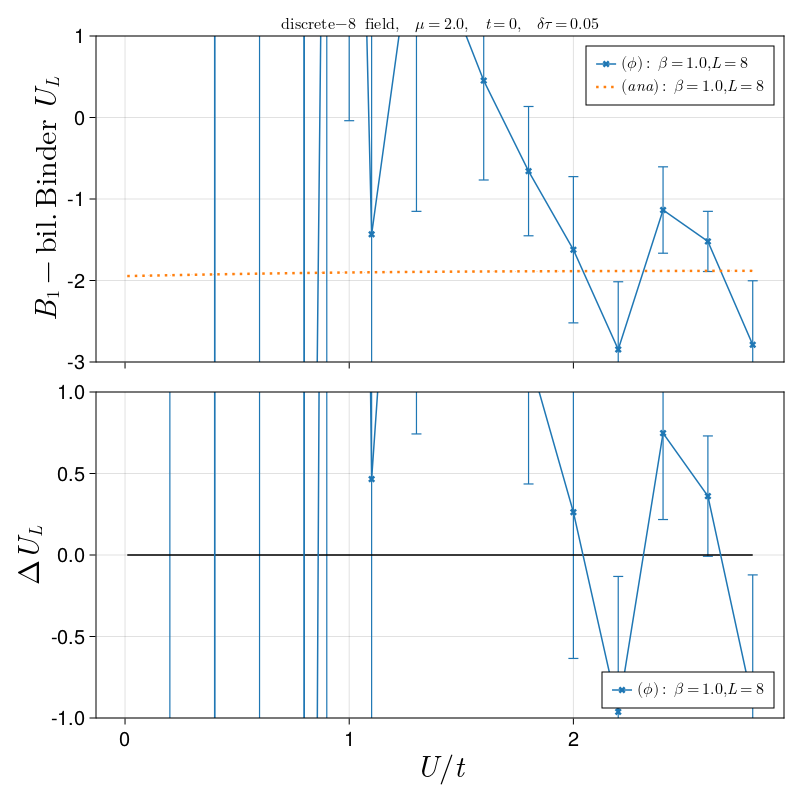 discrete−8 field, μ = 2.0, t = 0, δτ = 0.05
B₁ − bil. Binder U_L
1
0
-1
-2
-3
(ϕ) : β = 1.0, L = 8
(ana) : β = 1.0, L = 8
Δ U_L
1.0
0.5
0.0
-0.5
-1.0
(ϕ) : β = 1.0, L = 8
0 1 2
U/t